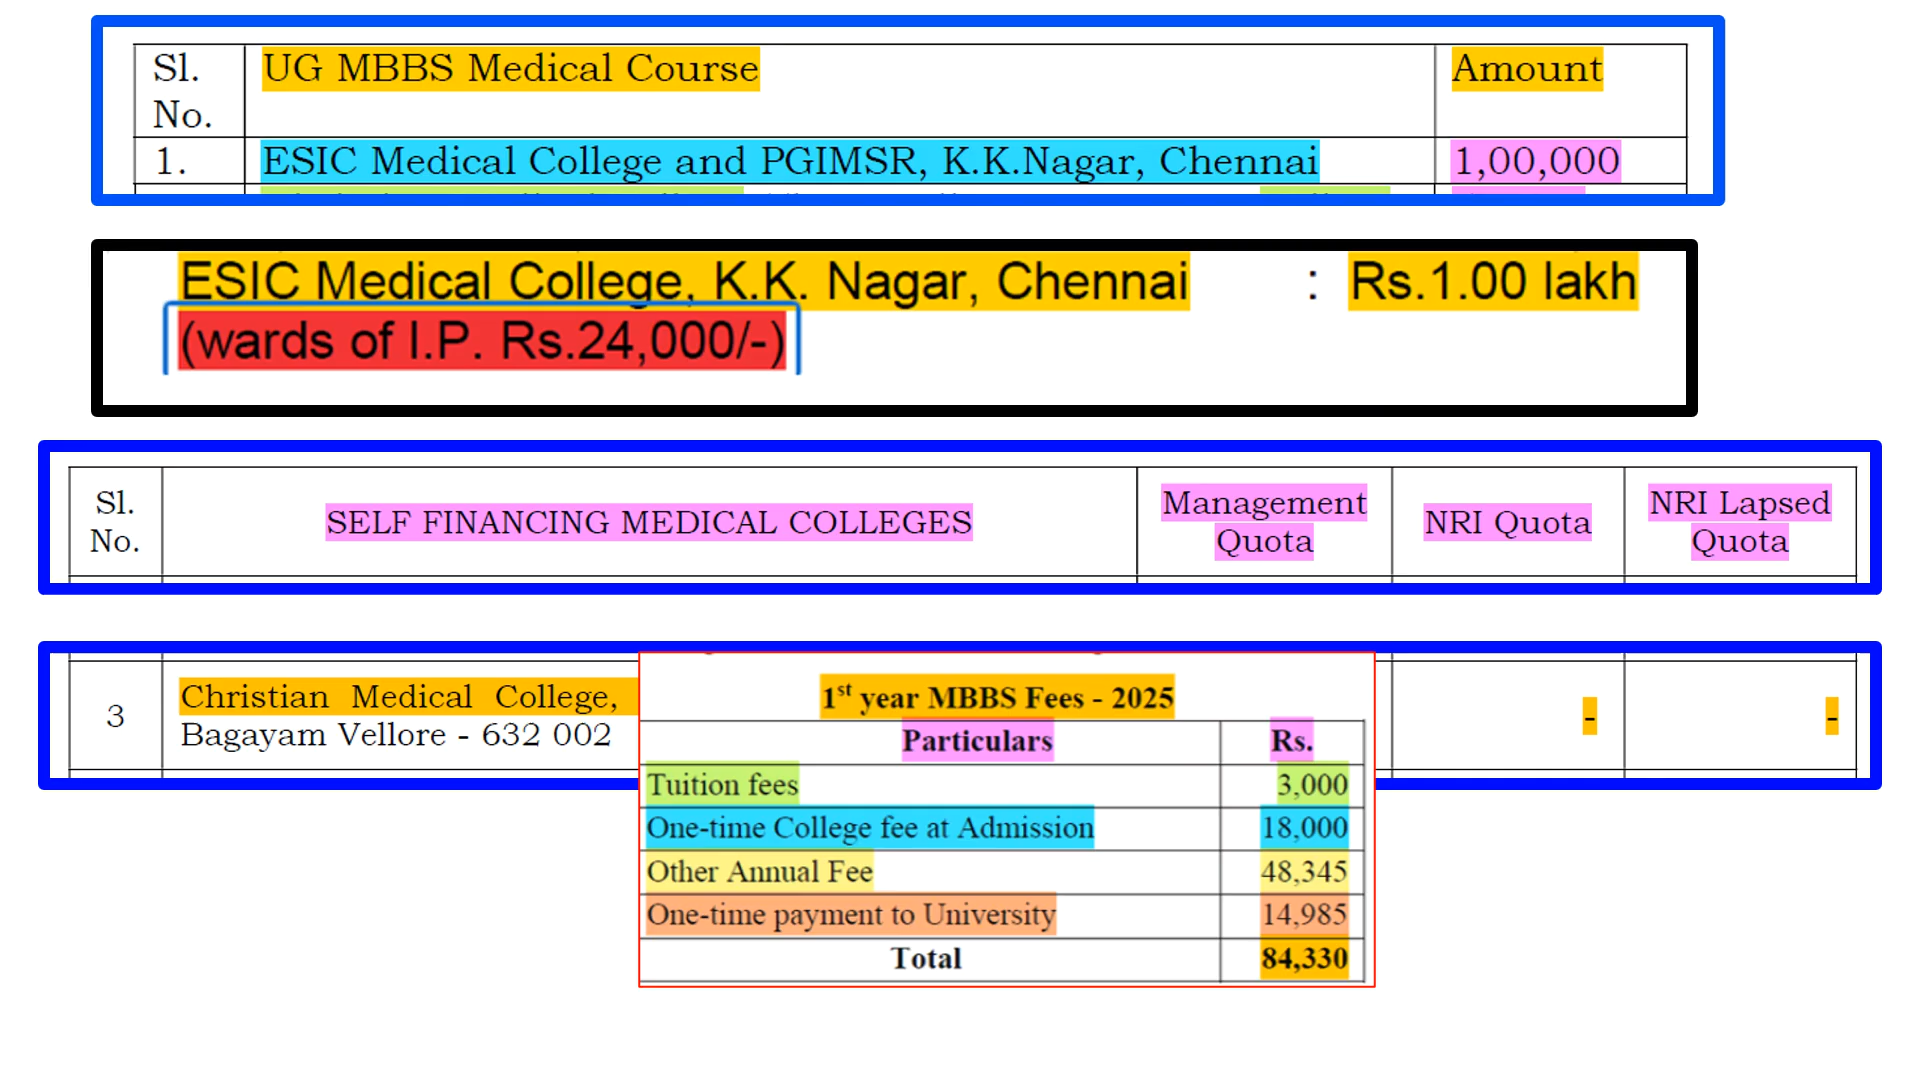 Sl. No.
UG MBBS Medical Course
Amount
1.
ESIC Medical College and PGIMSR, K.K.Nagar, Chennai
1,00,000
ESIC Medical College, K.K. Nagar, Chennai : Rs.1.00 lakh
(wards of I.P. Rs.24,000/-)
Sl. No.
SELF FINANCING MEDICAL COLLEGES
Management Quota
NRI Quota
NRI Lapsed Quota
3
Christian Medical College,
Bagayam Vellore - 632 002
-
-
1st year MBBS Fees - 2025
Particulars Rs.
Tuition fees 3,000
One-time College fee at Admission 18,000
Other Annual Fee 48,345
One-time payment to University 14,985
Total 84,330